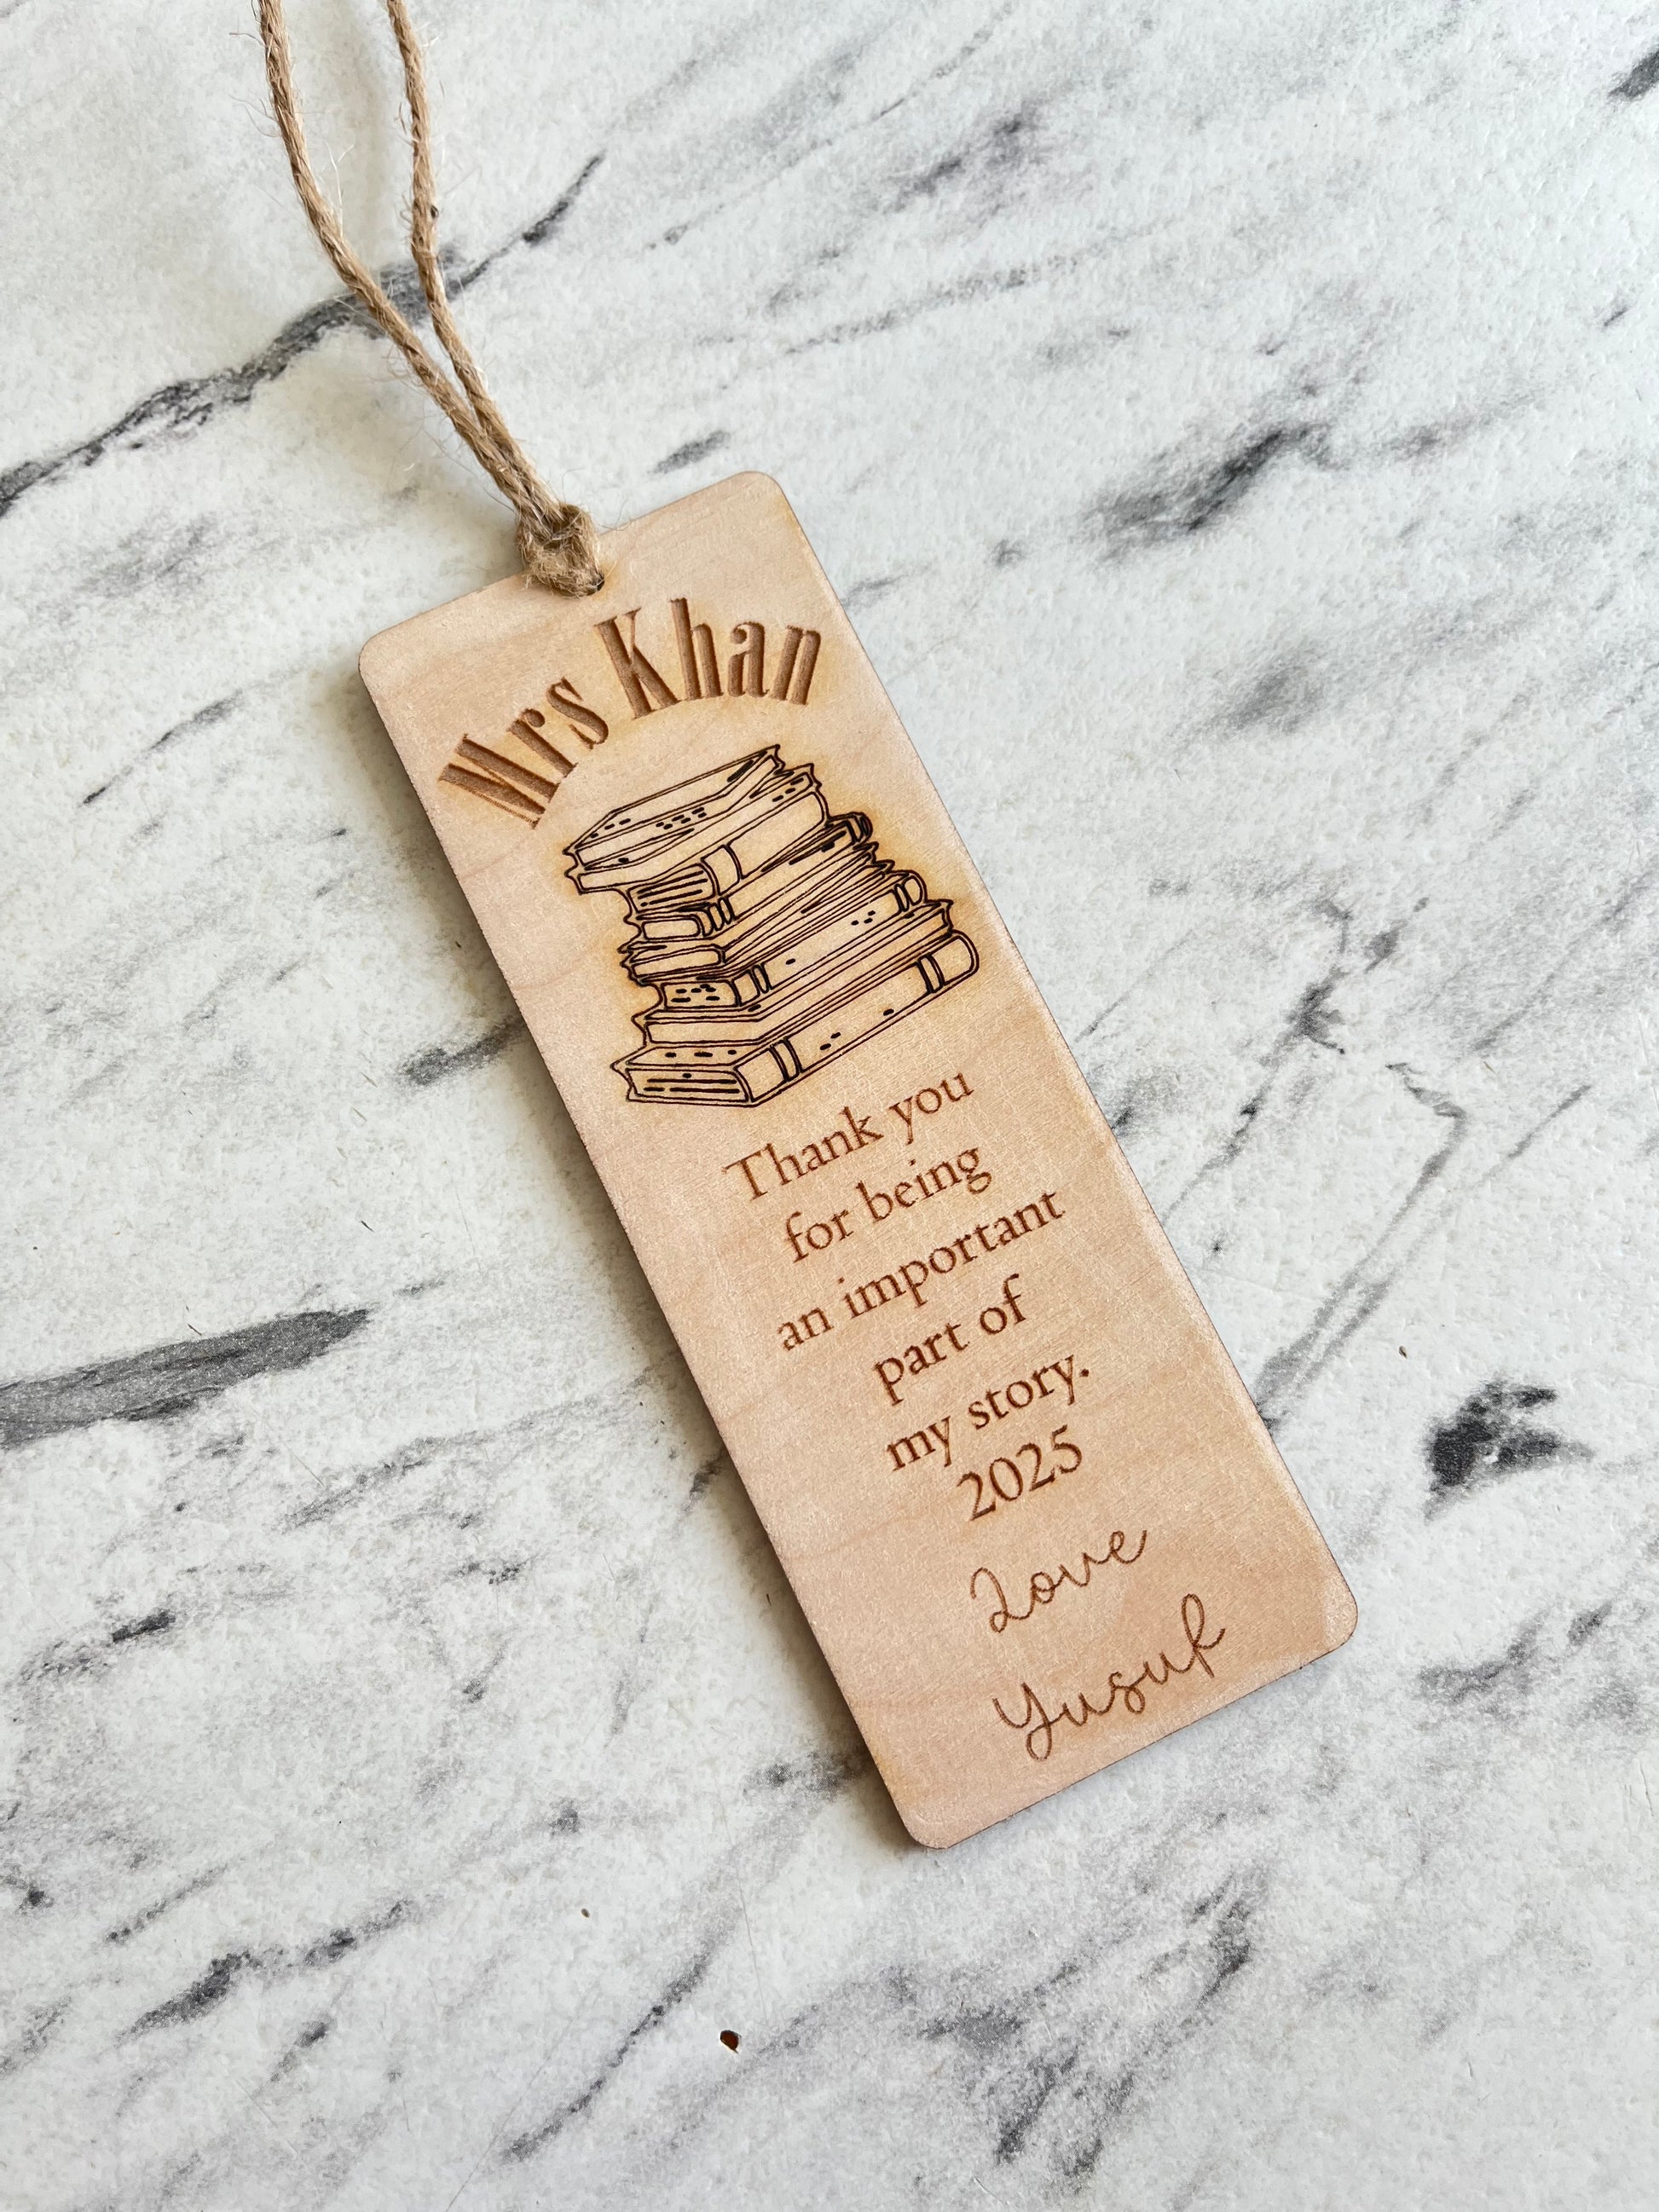 Mrs Khan
Thank you
for being
an important
part of
my story.
2025
Love
Yusuf